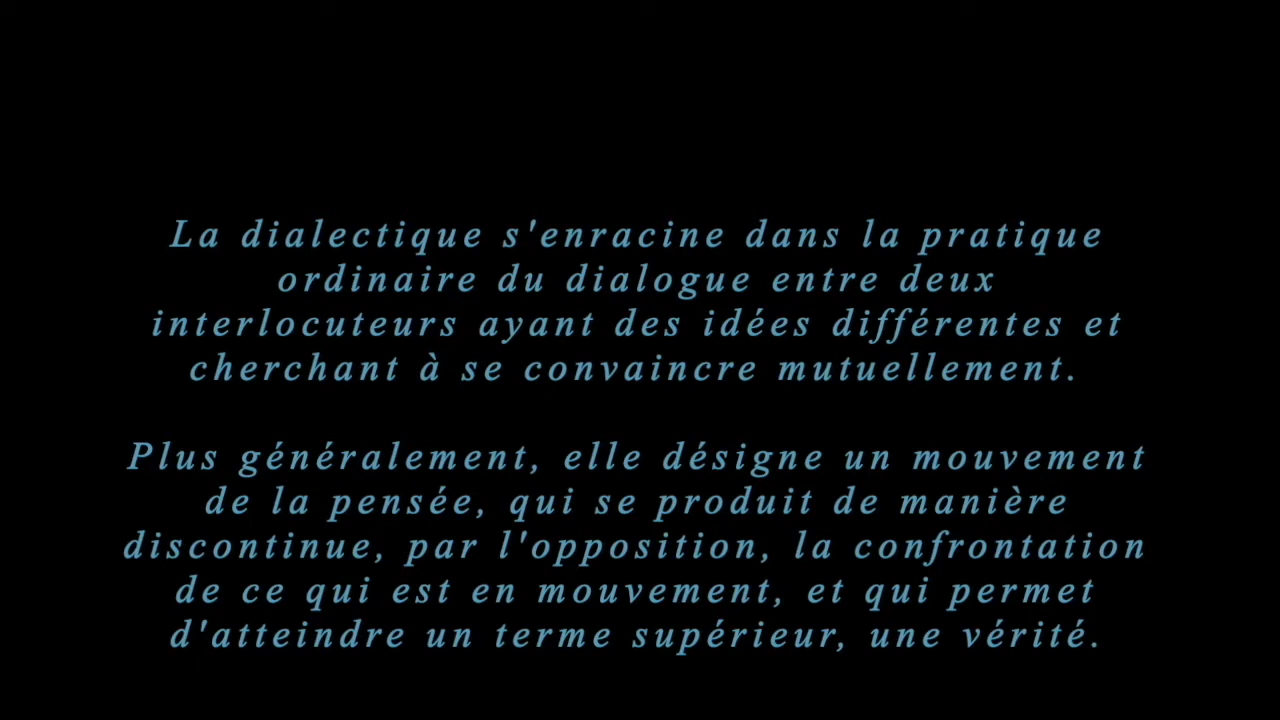 La dialectique s'enracine dans la pratique
ordinaire du dialogue entre deux
interlocuteurs ayant des idées différentes et
cherchant à se convaincre mutuellement.
Plus généralement, elle désigne un mouvement
de la pensée, qui se produit de manière
discontinue, par l'opposition, la confrontation
de ce qui est en mouvement, et qui permet
d'atteindre un terme supérieur, une vérité.